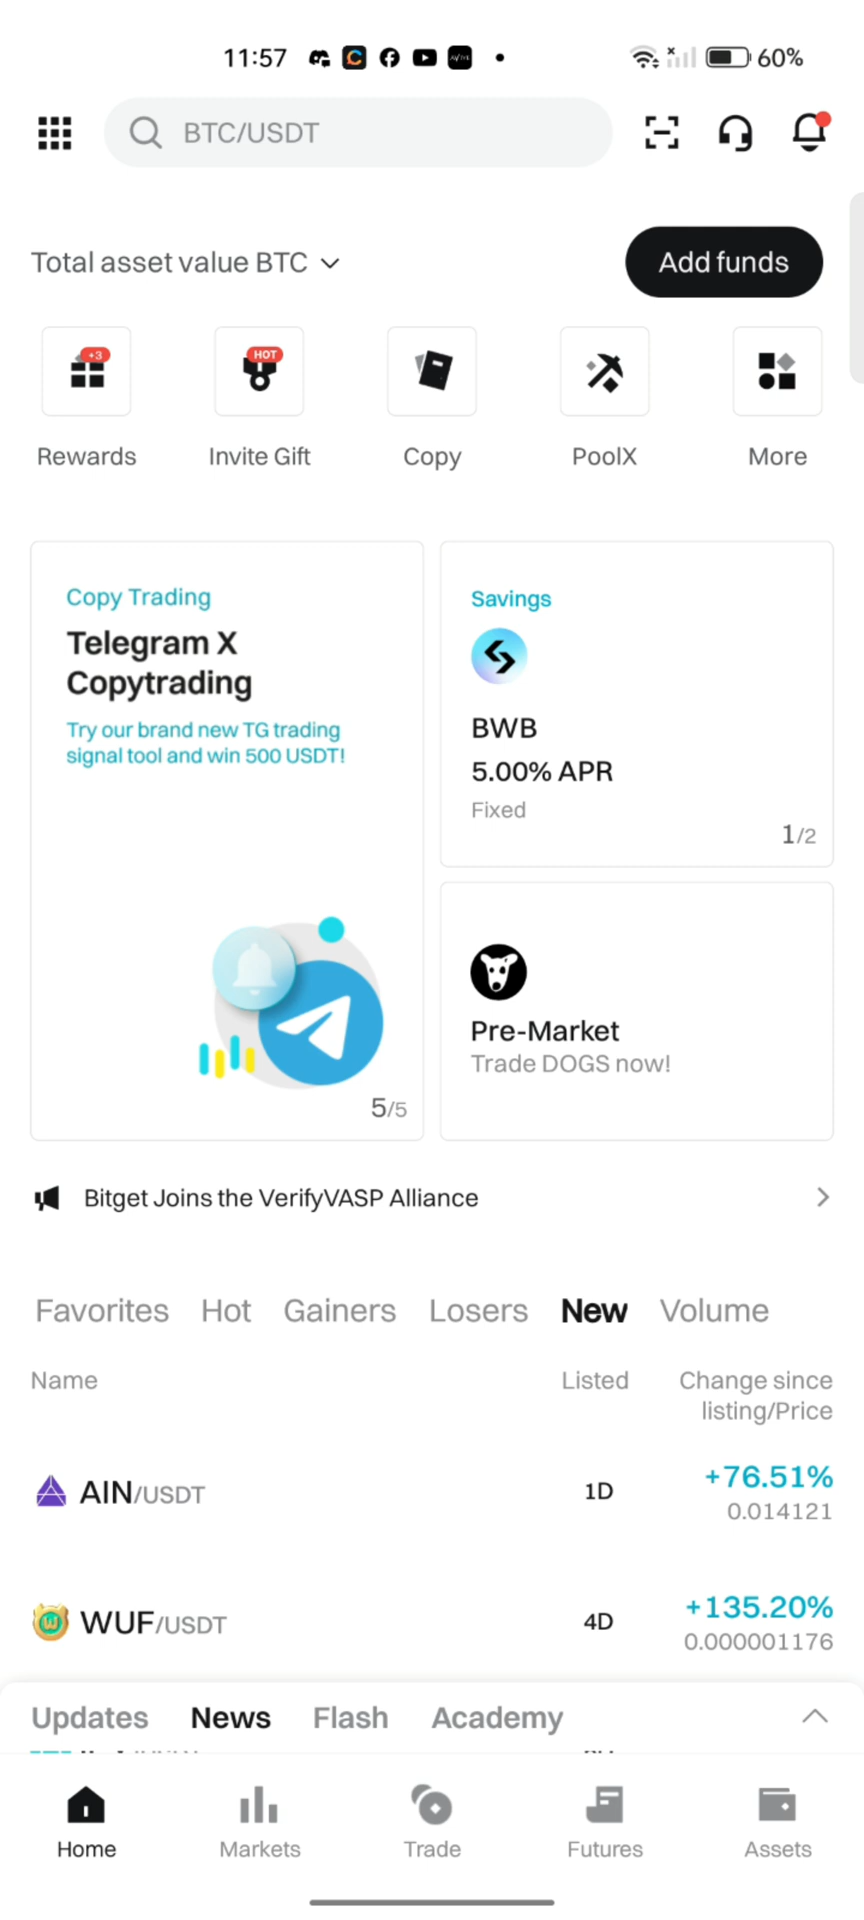 11:57
60%
BTC/USDT
Total asset value BTC
Add funds
+3
HOT
Rewards
Invite Gift
Copy
PoolX
More
Copy Trading
Telegram X
Copytrading
Try our brand new TG trading
signal tool and win 500 USDT!
5/5
Savings
BWB
5.00% APR
Fixed
1/2
Pre-Market
Trade DOGS now!
Bitget Joins the VerifyVASP Alliance
Favorites Hot Gainers Losers New Volume
Name Listed Change since
listing/Price
AIN/USDT 1D +76.51%
0.014121
WUF/USDT 4D +135.20%
0.000001176
Updates News Flash Academy
Home Markets Trade Futures Assets